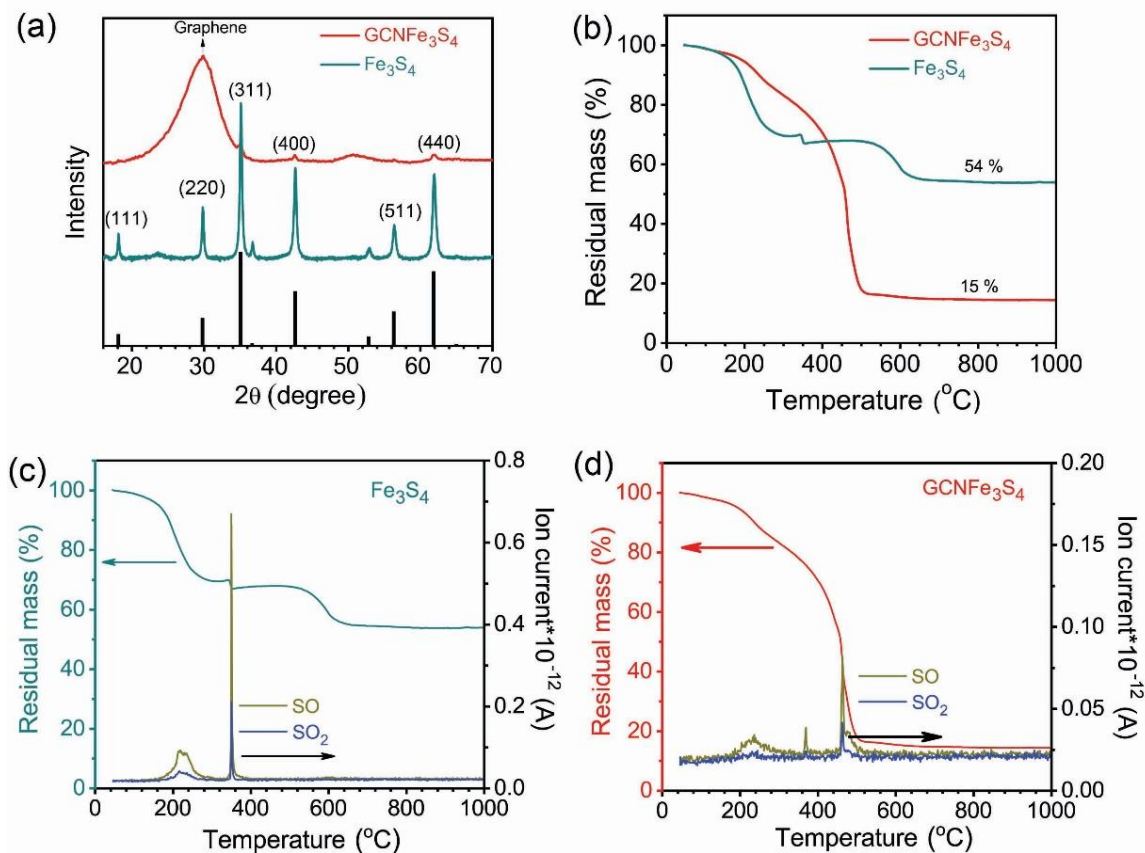 (a)
Graphene
GCNFe₃S₄
Fe₃S₄
(311)
(400)
(440)
(220)
(511)
(111)
Intensity
20 30 40 50 60 70
2θ (degree)
(b)
GCNFe₃S₄
Fe₃S₄
100
80
60
40
20
0
54 %
15 %
Residual mass (%)
0 200 400 600 800 1000
Temperature (°C)
(c)
Fe₃S₄
100
80
60
40
20
0
Residual mass (%)
0.8
0.6
0.4
0.2
0.0
Ion current*10⁻¹² (A)
SO
SO₂
0 200 400 600 800 1000
Temperature (°C)
(d)
GCNFe₃S₄
100
80
60
40
20
0
Residual mass (%)
0.20
0.15
0.10
0.05
0.00
Ion current*10⁻¹² (A)
SO
SO₂
0 200 400 600 800 1000
Temperature (°C)